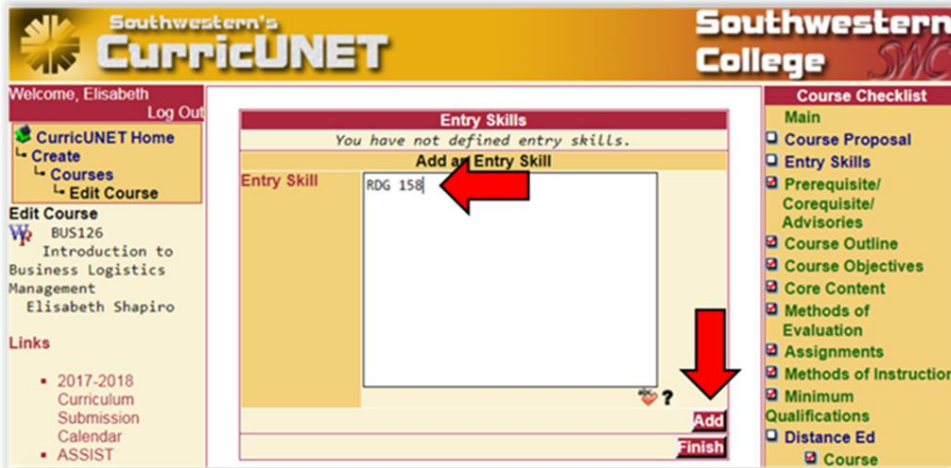 Southwestern's
CurricUNET
Southwestern
College SWC
Welcome, Elisabeth
Log Out
CurricUNET Home
Create
Courses
Edit Course
Edit Course
BUS126
Introduction to
Business Logistics
Management
Elisabeth Shapiro
Links
2017-2018
Curriculum
Submission
Calendar
ASSIST
Entry Skills
You have not defined entry skills.
Add an Entry Skill
Entry Skill
RDG 158
abc ?
Add
Finish
Course Checklist
Main
Course Proposal
Entry Skills
Prerequisite/
Corequisite/
Advisories
Course Outline
Course Objectives
Core Content
Methods of
Evaluation
Assignments
Methods of Instruction
Minimum
Qualifications
Distance Ed
Course